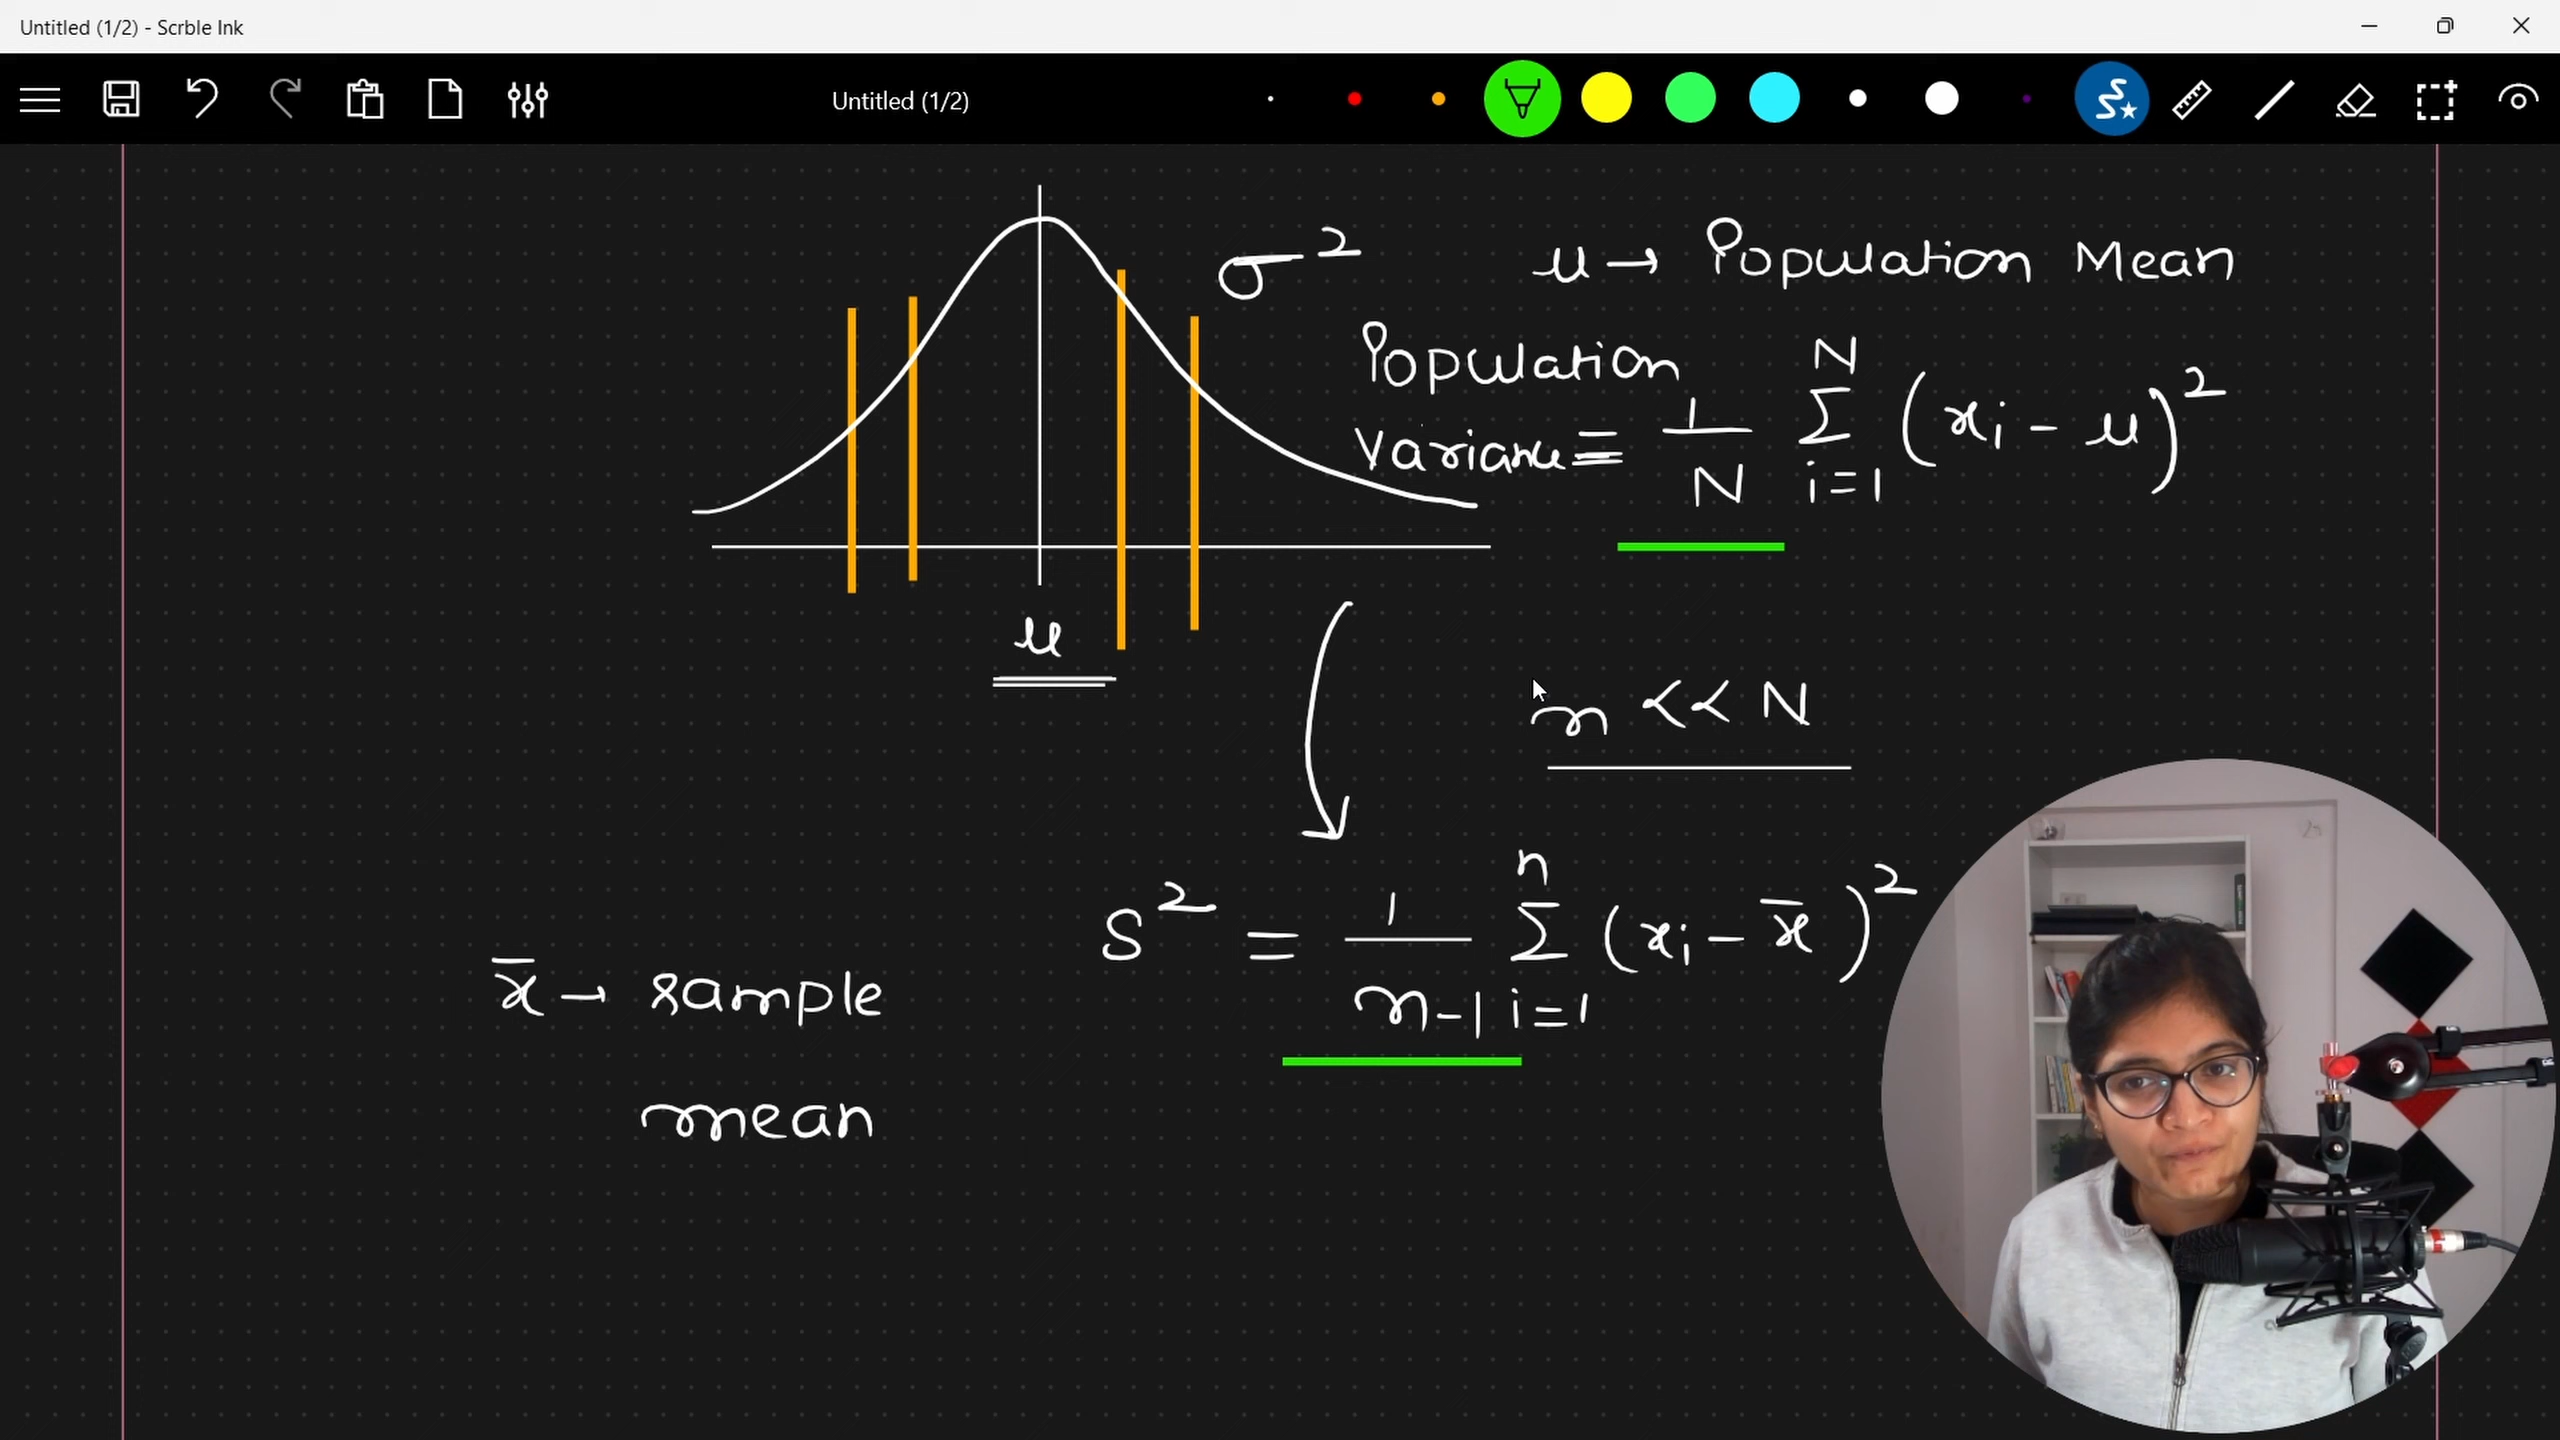 Untitled (1/2) - Scrble Ink
Untitled (1/2)
σ² μ → Population Mean
Population
Variance = 1/N N Σ i=1 (xi - μ)²
μ
n << N
S² = 1/n-1 n Σ i=1 (xi - x̄)²
x̄ → sample
mean